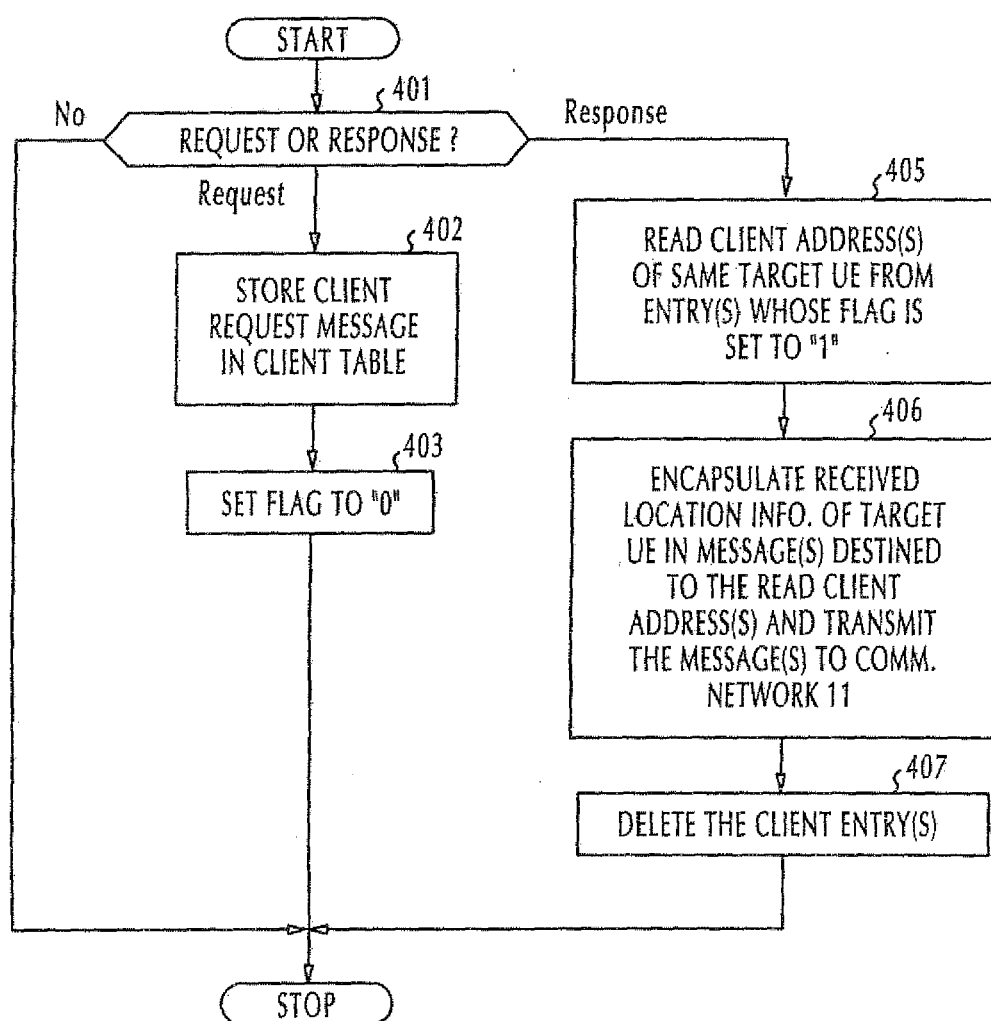 START
401
No
REQUEST OR RESPONSE ?
Response
Request
402
STORE CLIENT
REQUEST MESSAGE
IN CLIENT TABLE
403
SET FLAG TO "0"
405
READ CLIENT ADDRESS(S)
OF SAME TARGET UE FROM
ENTRY(S) WHOSE FLAG IS
SET TO "1"
406
ENCAPSULATE RECEIVED
LOCATION INFO. OF TARGET
UE IN MESSAGE(S) DESTINED
TO THE READ CLIENT
ADDRESS(S) AND TRANSMIT
THE MESSAGE(S) TO COMM.
NETWORK 11
407
DELETE THE CLIENT ENTRY(S)
STOP